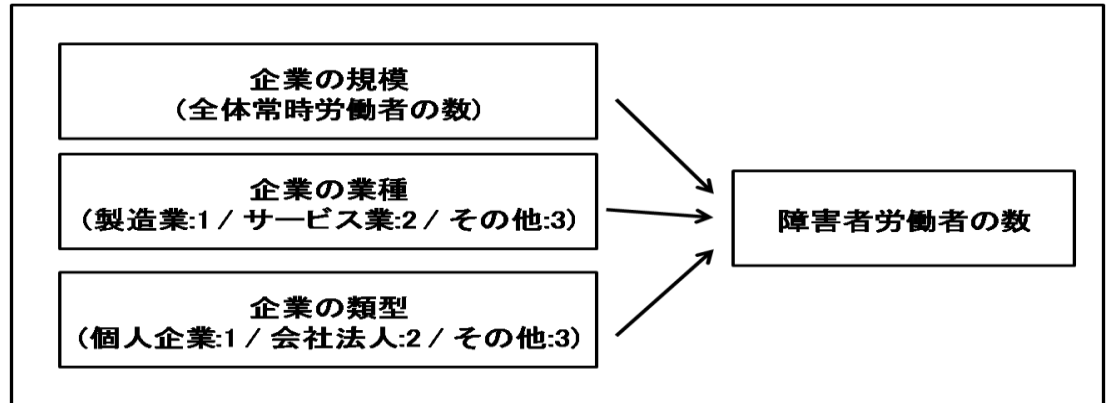 企業の規模
(全体常時労働者の数)
企業の業種
(製造業:1 / サービス業:2 / その他:3)
企業の類型
(個人企業:1 / 会社法人:2 / その他:3)
障害者労働者の数